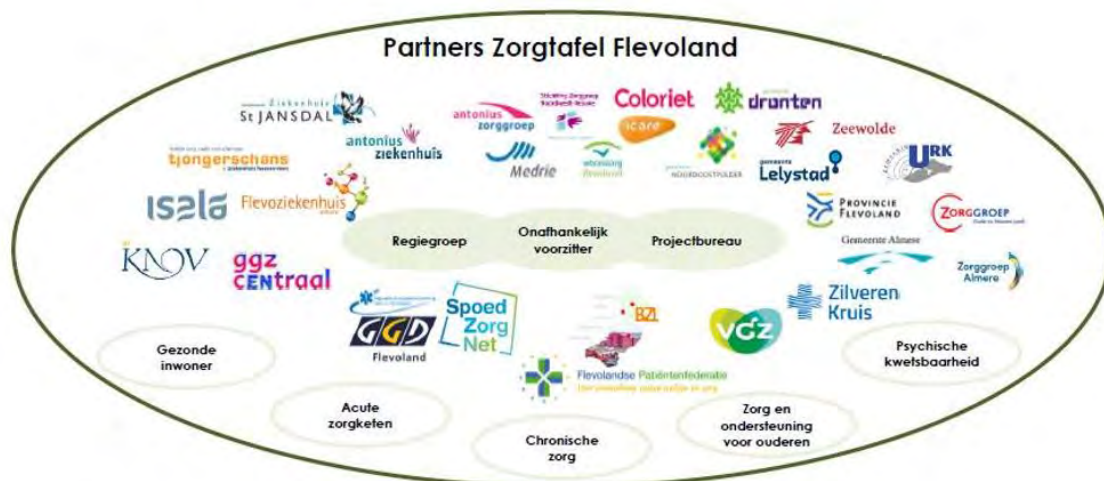 Partners Zorgtafel Flevoland
Ziekenhuis
ST JANSDAL
antonius
ziekenhuis
antonius
zorggroep
Coloriet
icare
Medrie
dronten
NOORDOOSTPOLDER
Zeewolde
gemeente
Lelystad
URK
tjongerschans
isala
Flevoziekenhuis
PROVINCIE
FLEVOLAND
ZORGGROEP
Regiegroep
Onafhankelijk
voorzitter
Projectbureau
KNOV
ggz
CENtraal
Gemeente Almere
Zorggroep
Almere
GGD
Flevoland
Spoed
Zorg
Net
BZL
VGZ
Zilveren
Kruis
Flevolandse Patiëntenfederatie
Gezonde
inwoner
Acute
zorgketen
Chronische
zorg
Zorg en
ondersteuning
voor ouderen
Psychische
kwetsbaarheid